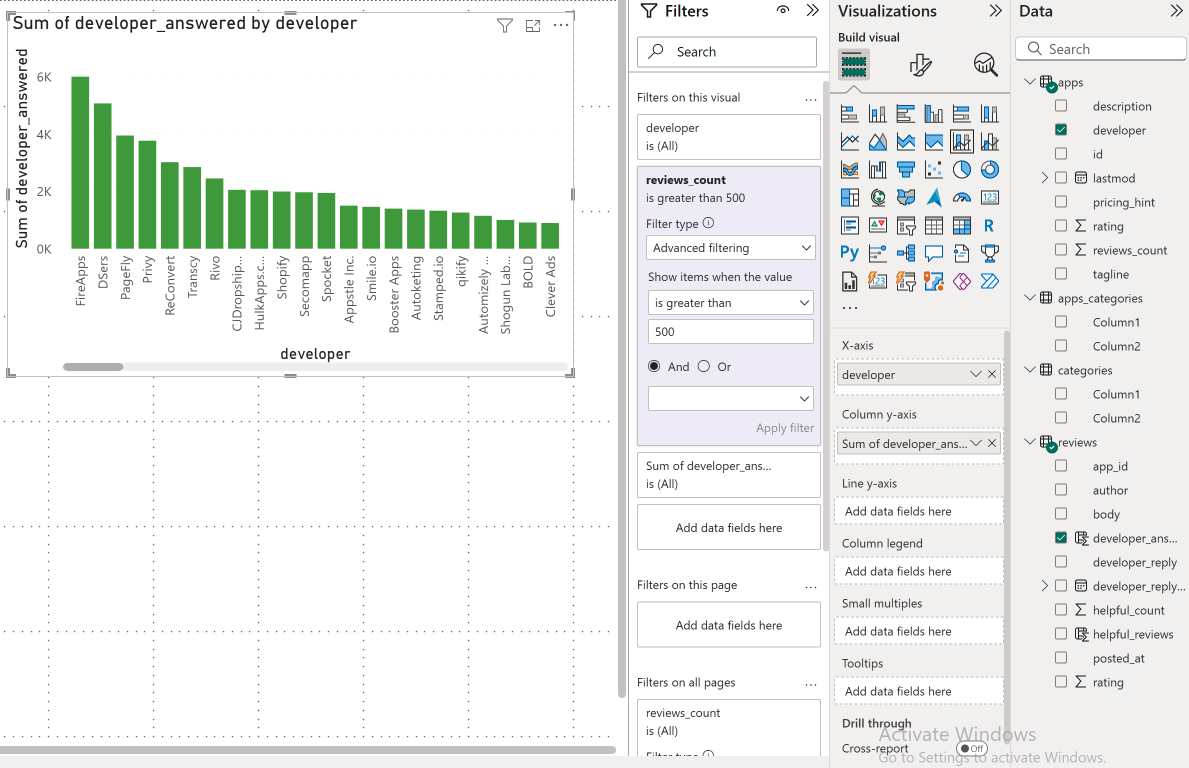 Sum of developer_answered by developer
Sum of developer_answered
6K
4K
2K
0K
FireApps
DSers
PageFly
Privy
ReConvert
Transcy
Rivo
CJDropship...
HulkApps.c...
Shopify
Secomapp
Spocket
Appstle Inc.
Smile.io
Booster Apps
Autoketing
Stamped.io
qikify
Automizely ...
Shogun Lab...
BOLD
Clever Ads
developer
Filters
Search
Filters on this visual
...
developer
is (All)
reviews_count
is greater than 500
Filter type
Advanced filtering
Show items when the value
is greater than
500
And
Or
Apply filter
Sum of developer_ans...
is (All)
Add data fields here
Filters on this page
...
Add data fields here
Filters on all pages
...
reviews_count
is (All)
Filter type
Visualizations
Build visual
123
R
Py
123
...
X-axis
developer
Column y-axis
Sum of developer_ans...
Line y-axis
Add data fields here
Column legend
Add data fields here
Small multiples
Add data fields here
Tooltips
Add data fields here
Drill through
Cross-report
Off
Data
Search
apps
description
developer
id
lastmod
pricing_hint
rating
reviews_count
tagline
apps_categories
Column1
Column2
categories
Column1
Column2
reviews
app_id
author
body
developer_ans...
developer_reply
developer_reply...
helpful_count
helpful_reviews
posted_at
rating
Activate Windows
Go to Settings to activate Windows.